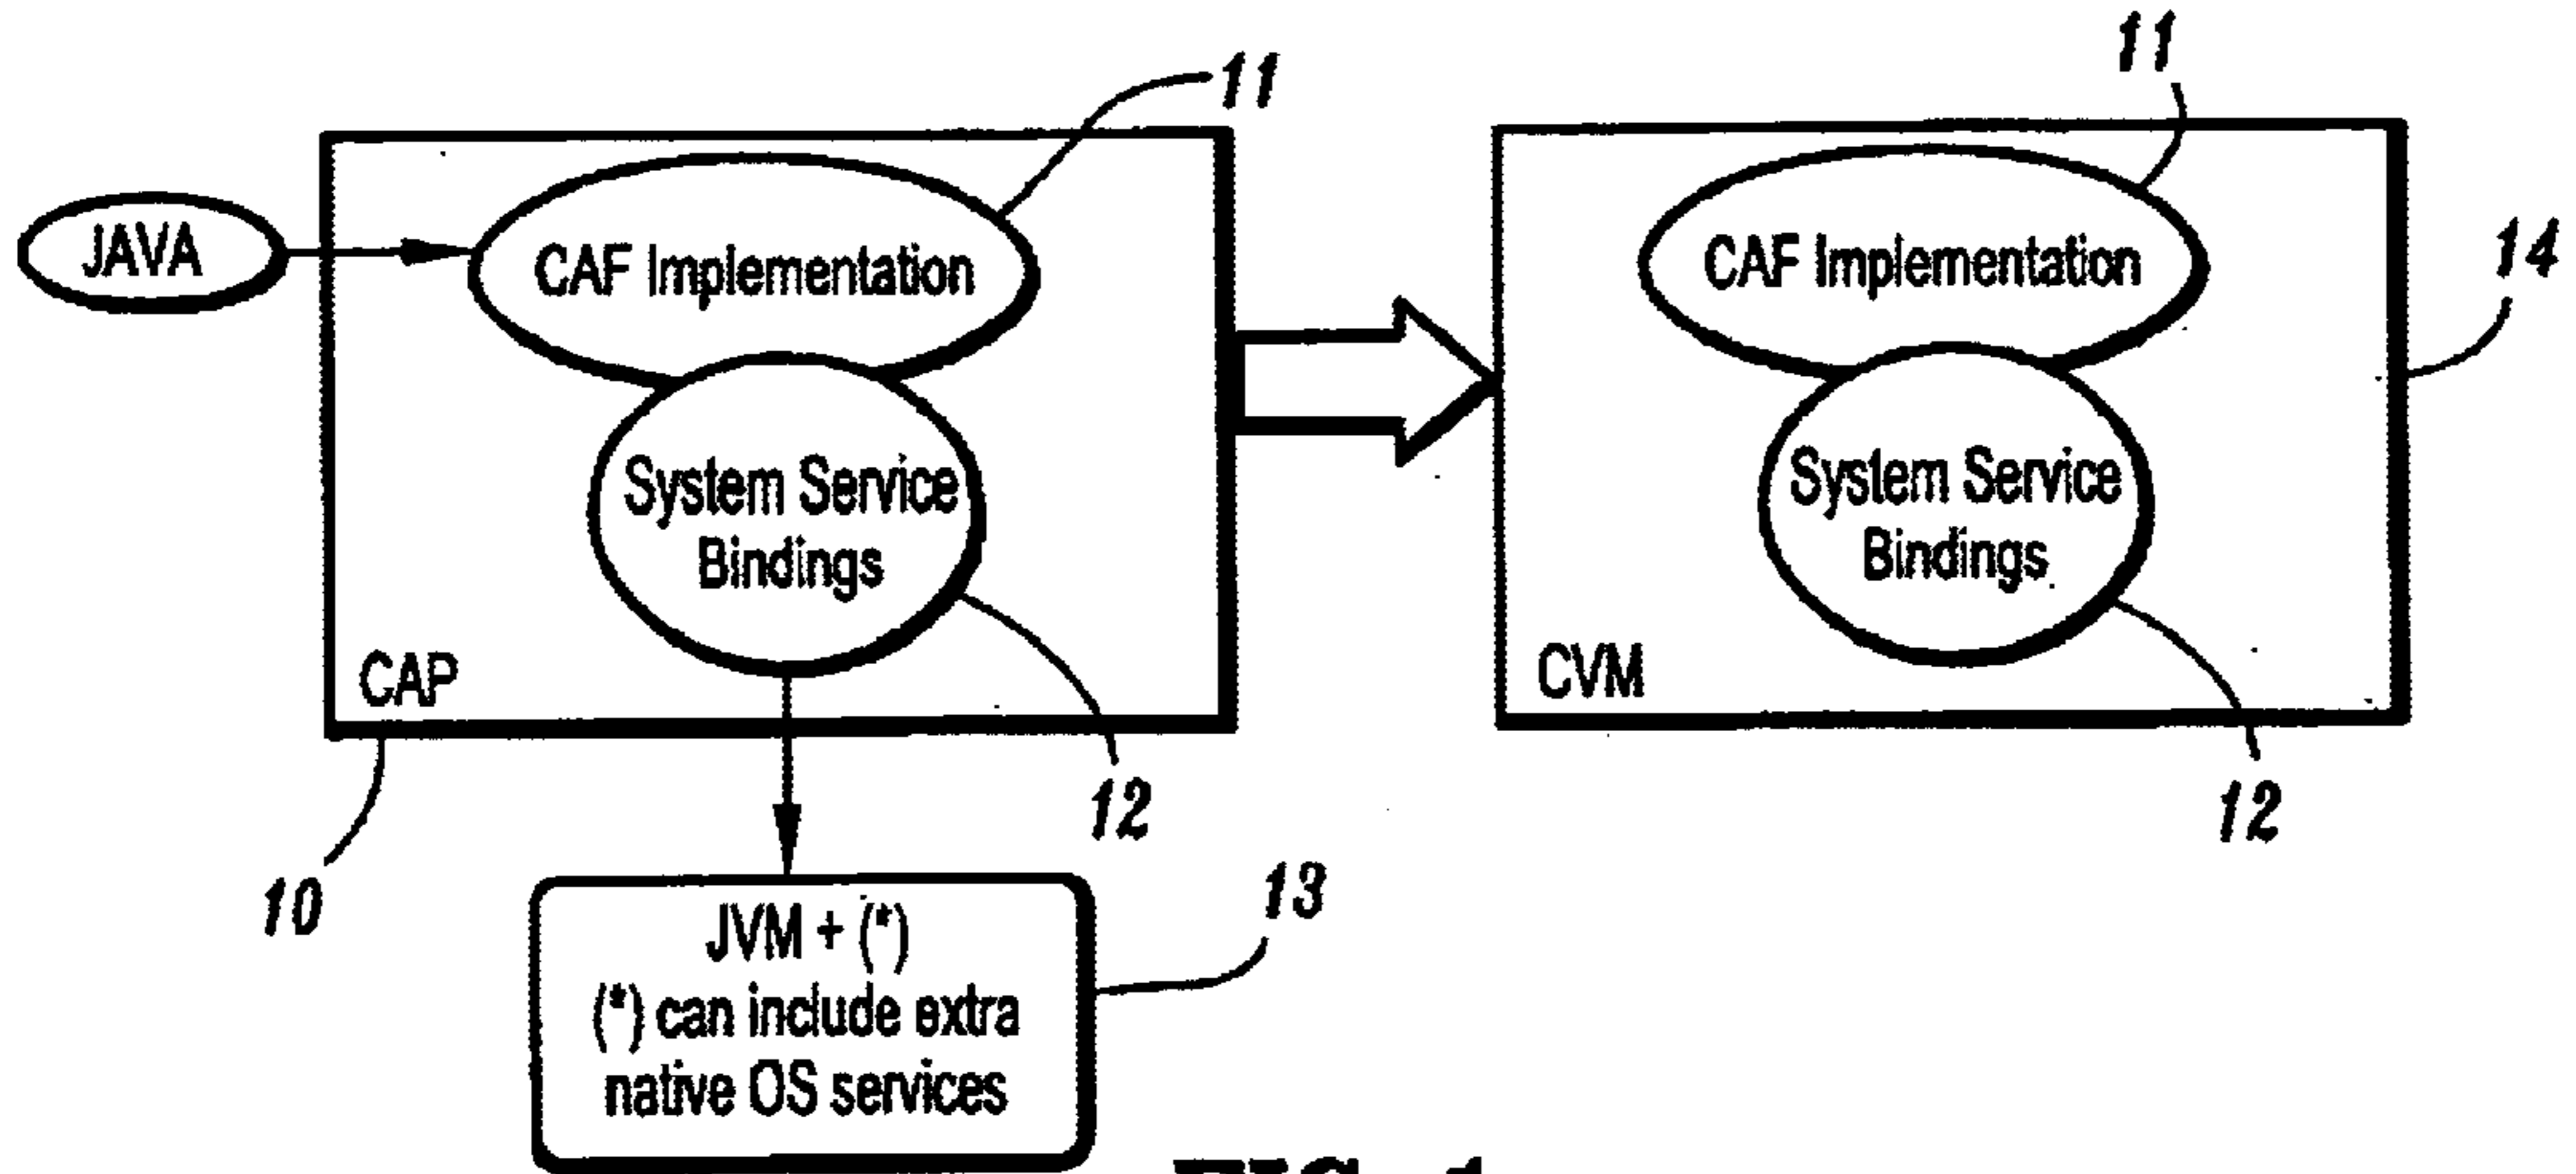 11
11
JAVA
CAF Implementation
CAF Implementation
14
System Service
Bindings
System Service
Bindings
CAP
CVM
12
12
10
13
JVM + (*)
(*) can include extra
native OS services